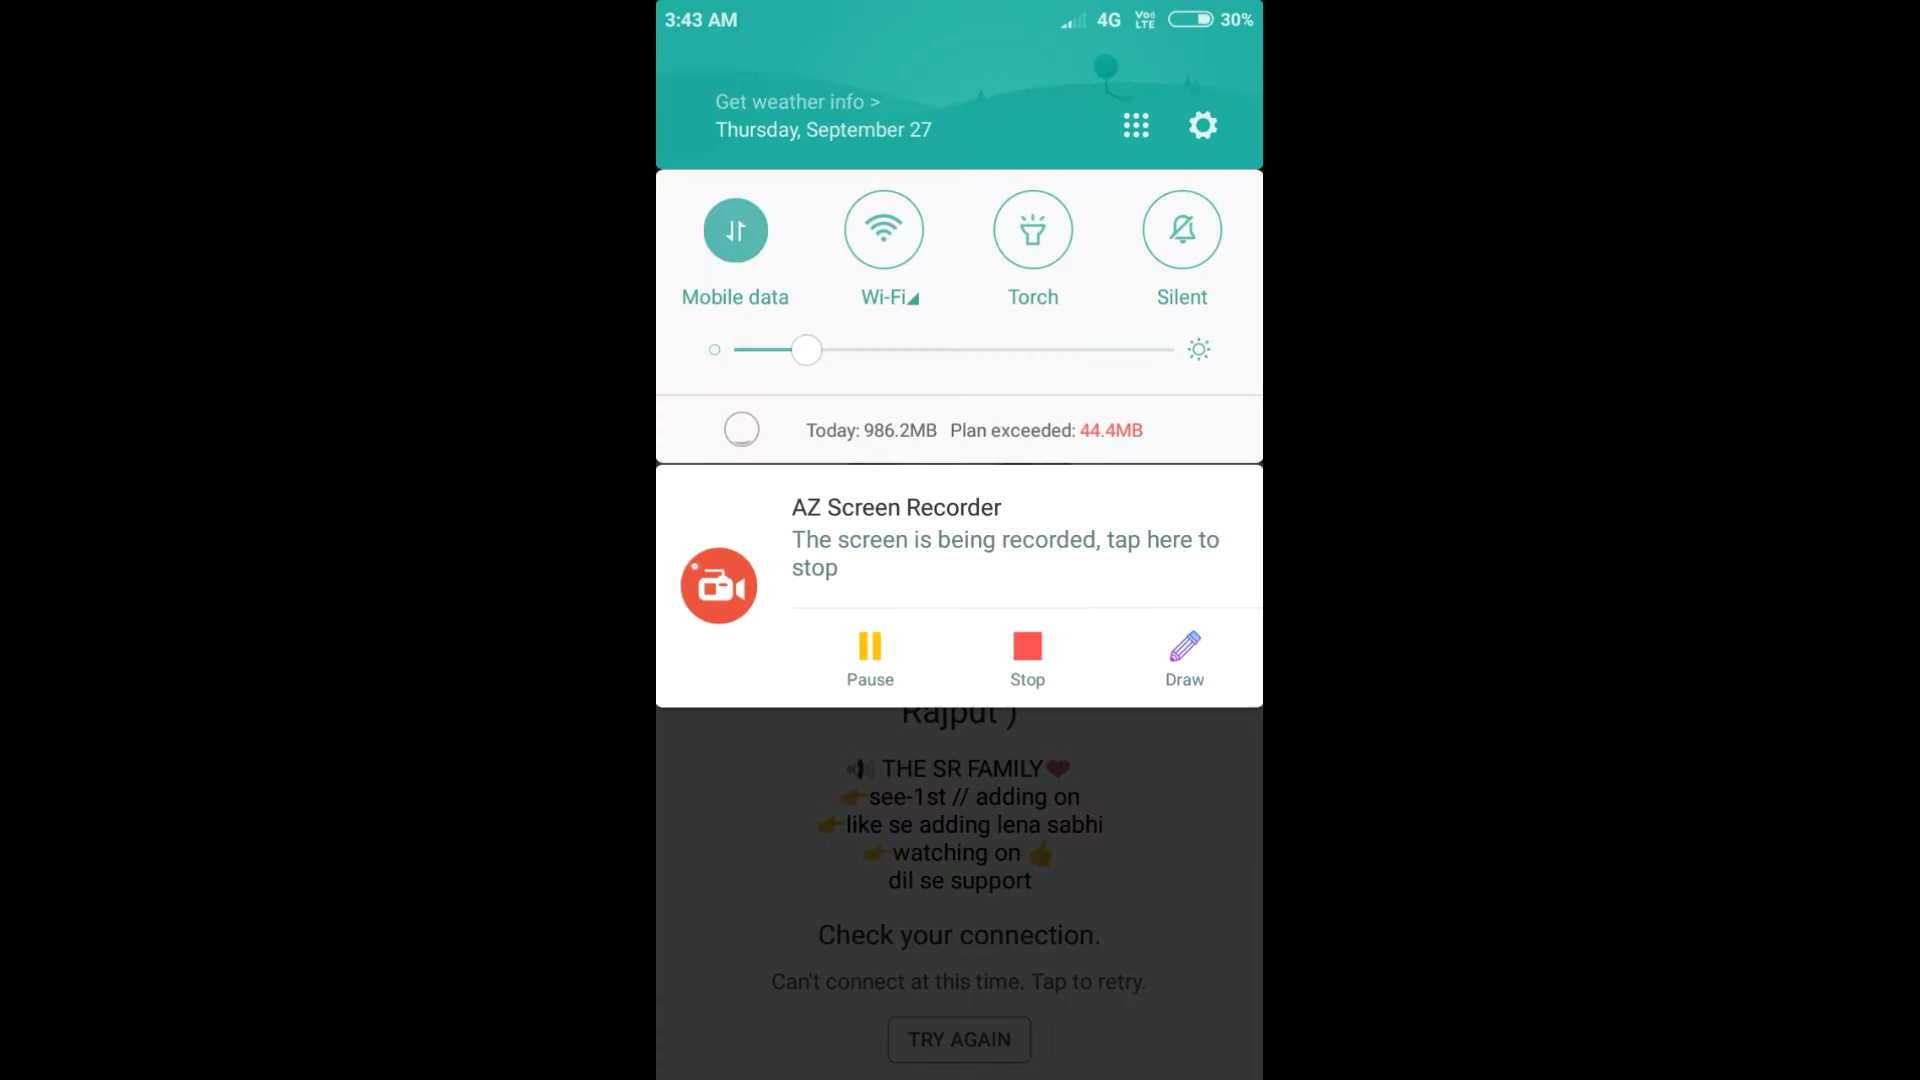 3:43 AM 4G Vo)) LTE 30%
Get weather info >
Thursday, September 27
Mobile data Wi-Fi Torch Silent
Today: 986.2MB Plan exceeded: 44.4MB
AZ Screen Recorder
The screen is being recorded, tap here to
stop
Pause Stop Draw
Rajput )
🔊 THE SR FAMILY❤
👉see-1st // adding on
👉like se adding lena sabhi
👉watching on 👍
dil se support
Check your connection.
Can't connect at this time. Tap to retry.
TRY AGAIN